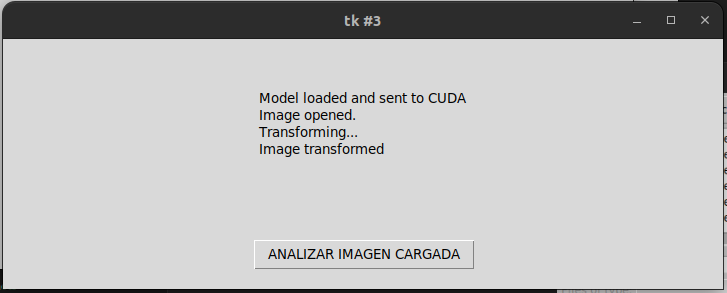 tk #3
Model loaded and sent to CUDA
Image opened.
Transforming...
Image transformed
ANALIZAR IMAGEN CARGADA